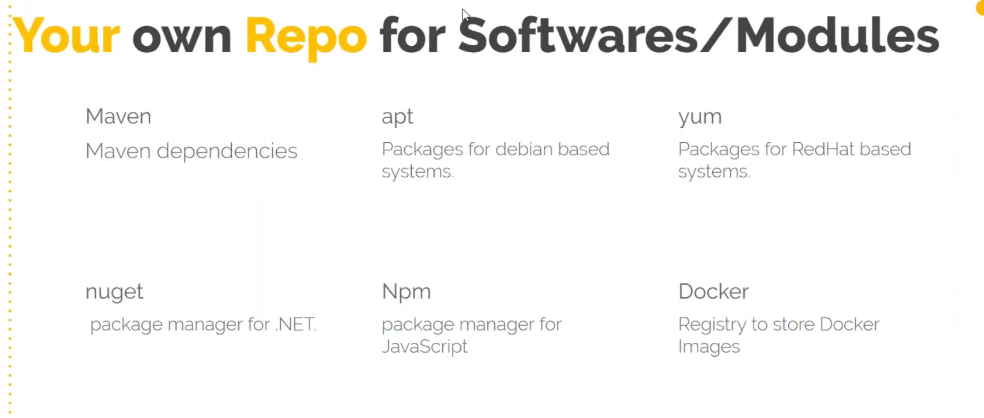 Your own Repo for Softwares/Modules
Maven
Maven dependencies
apt
Packages for debian based
systems.
yum
Packages for RedHat based
systems.
nuget
package manager for .NET.
Npm
package manager for
JavaScript
Docker
Registry to store Docker
Images